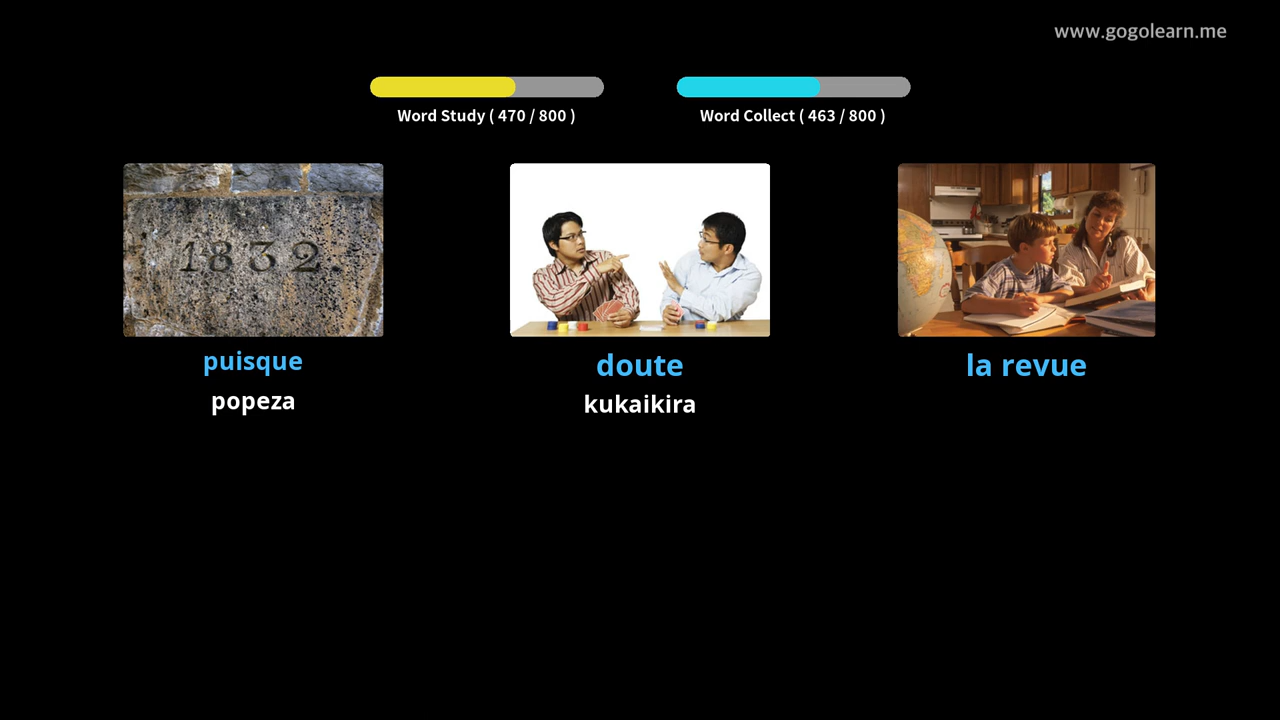 www.gogolearn.me
Word Study ( 470 / 800 )
Word Collect ( 463 / 800 )
1832.
puisque
popeza
doute
kukaikira
la revue